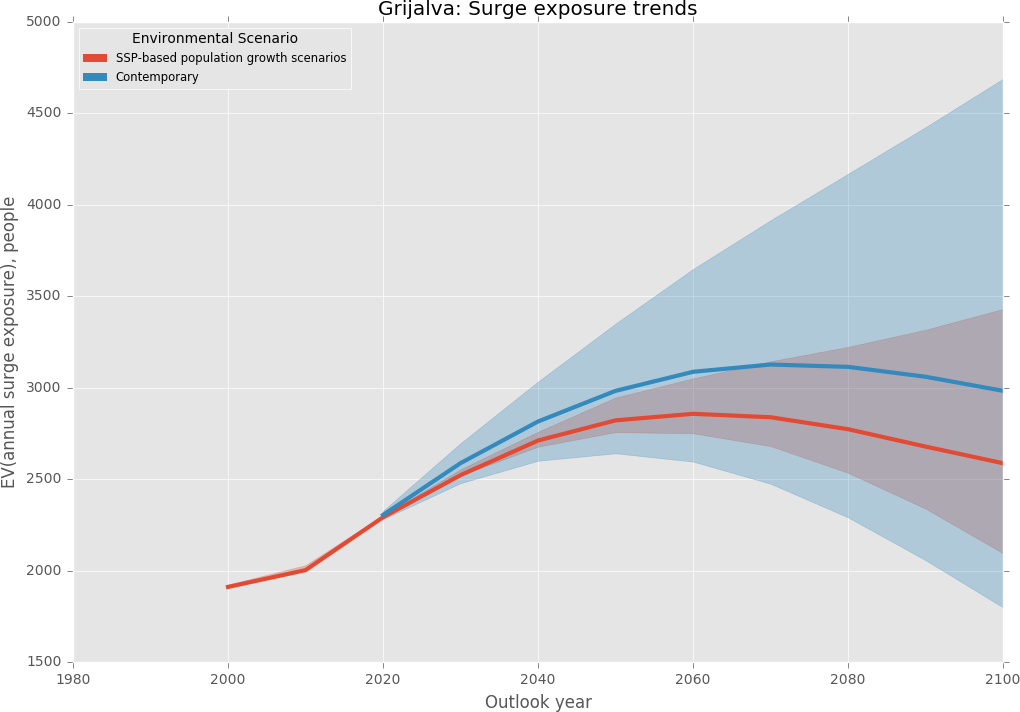 Grijalva: Surge exposure trends
Environmental Scenario
SSP-based population growth scenarios
Contemporary
EV(annual surge exposure), people
5000
4500
4000
3500
3000
2500
2000
1500
1980
2000
2020
2040
2060
2080
2100
Outlook year